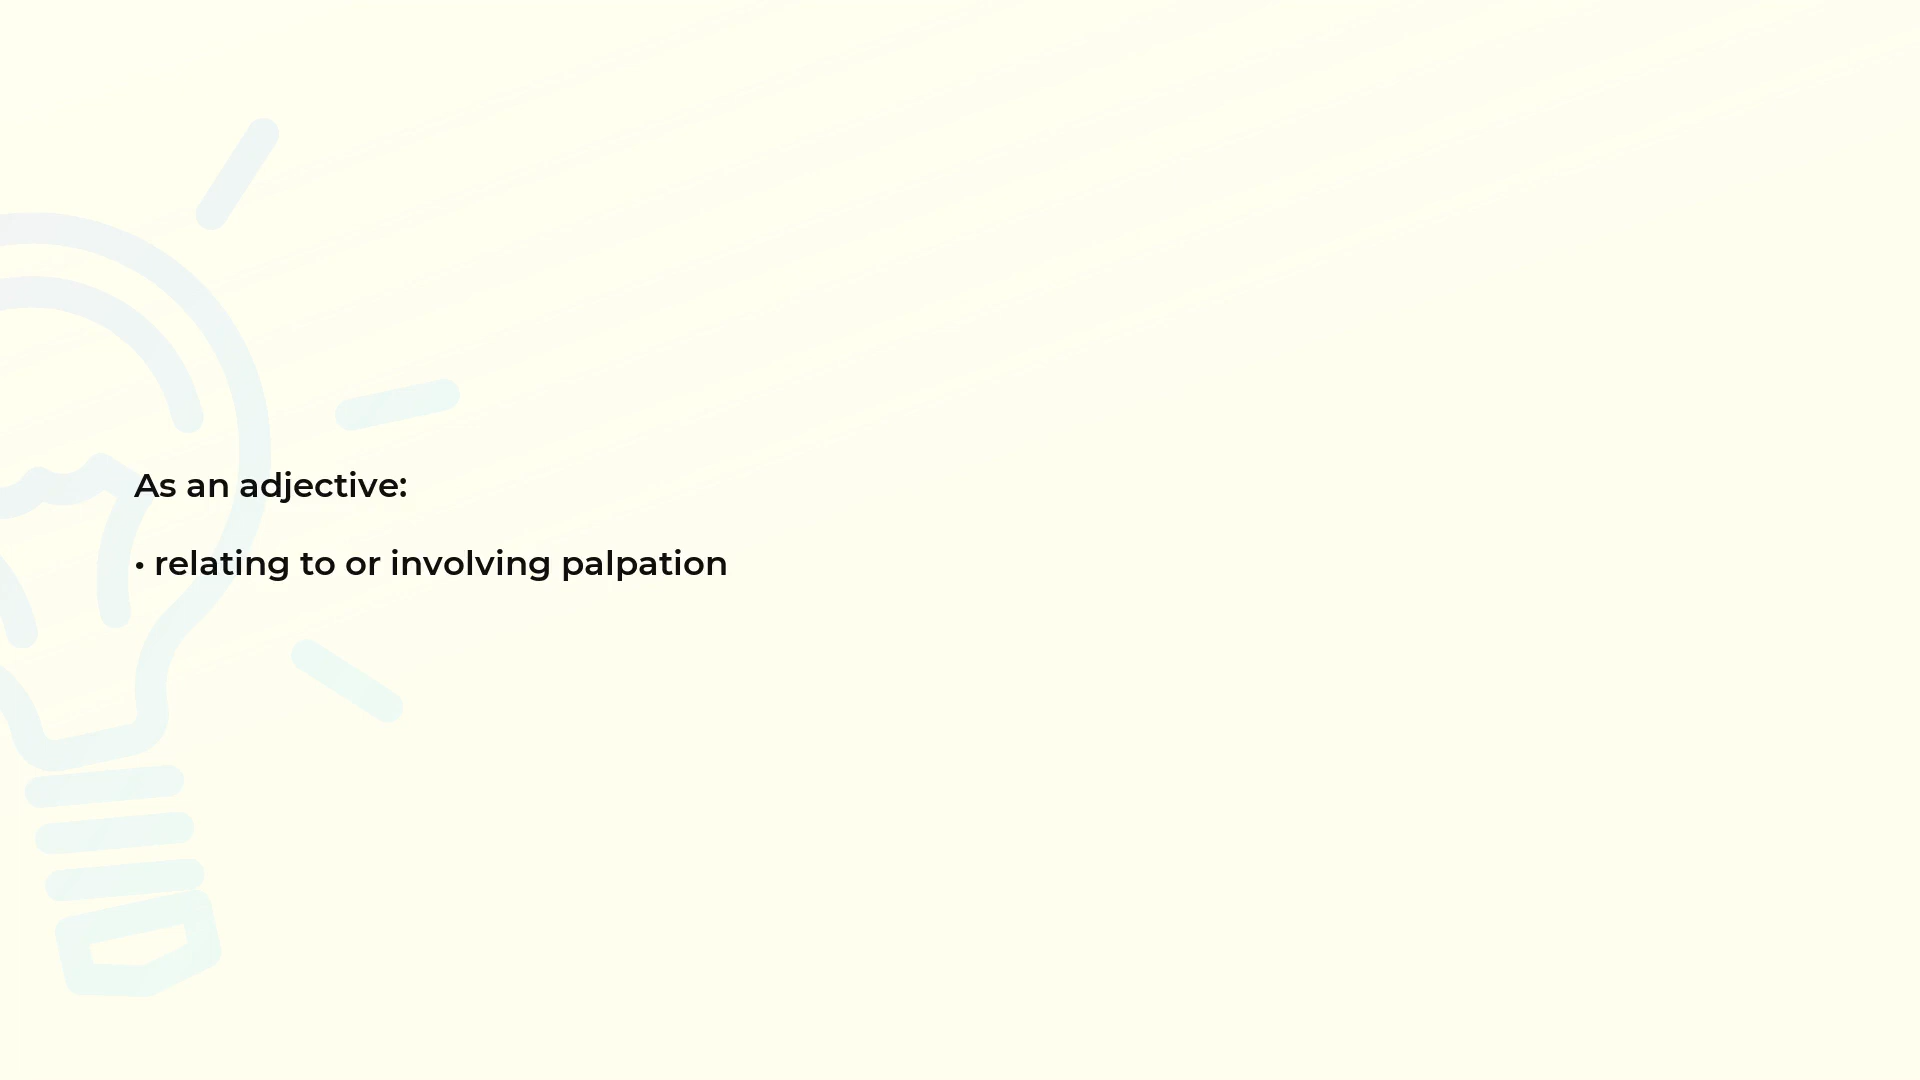 As an adjective:
• relating to or involving palpation